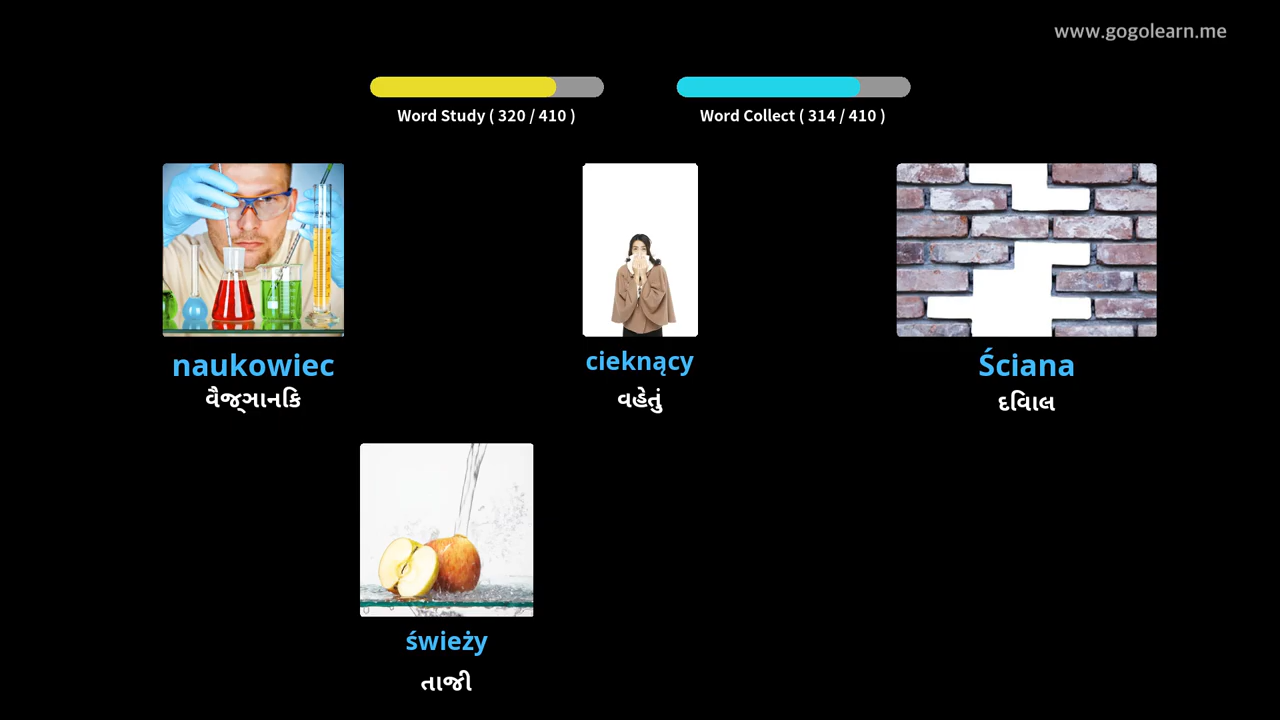 www.gogolearn.me
Word Study ( 320 / 410 )
Word Collect ( 314 / 410 )
naukowiec
વૈજ્ઞાનિક
cieknący
વહેતું
Ściana
દિવાલ
świeży
તાજી